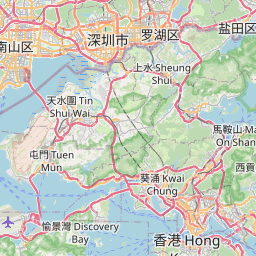 深圳市
罗湖区
盐田区
南山区
上水 Sheung
Shui
天水圍 Tin
Shui Wai
馬鞍山 Ma
On Shan
屯門 Tuen
Mun
西貢
葵涌 Kwai
Chung
愉景灣 Discovery
Bay
香港 Hong